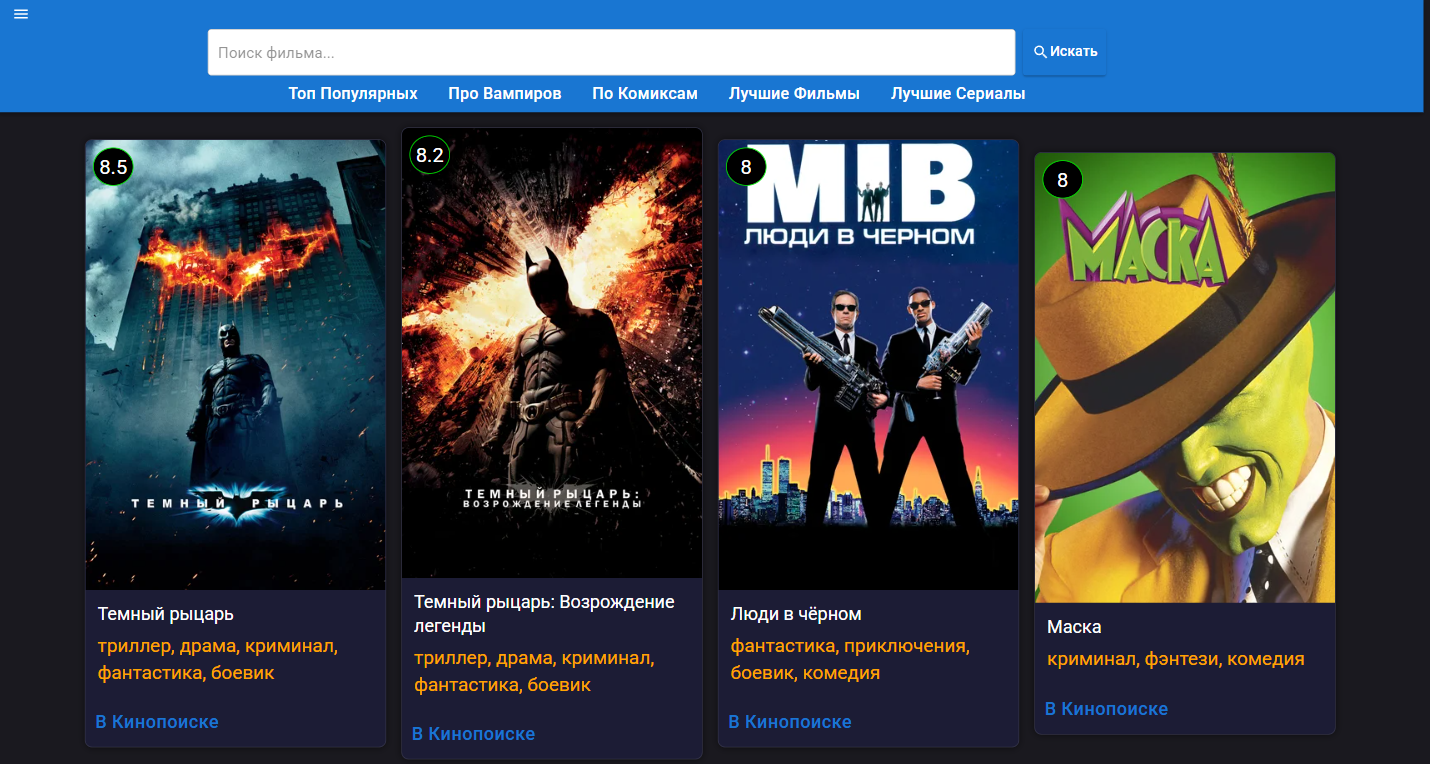 Поиск фильма...
Искать
Топ Популярных
Про Вампиров
По Комиксам
Лучшие Фильмы
Лучшие Сериалы
8.5
ТЕМНЫЙ РЫЦАРЬ
Темный рыцарь
триллер, драма, криминал,
фантастика, боевик
В Кинопоиске
8.2
ТЕМНЫЙ РЫЦАРЬ:
ВОЗРОЖДЕНИЕ ЛЕГЕНДЫ
Темный рыцарь: Возрождение
легенды
триллер, драма, криминал,
фантастика, боевик
В Кинопоиске
8
MIB
ЛЮДИ В ЧЕРНОМ
Люди в чёрном
фантастика, приключения,
боевик, комедия
В Кинопоиске
8
МАСКА
Маска
криминал, фэнтези, комедия
В Кинопоиске